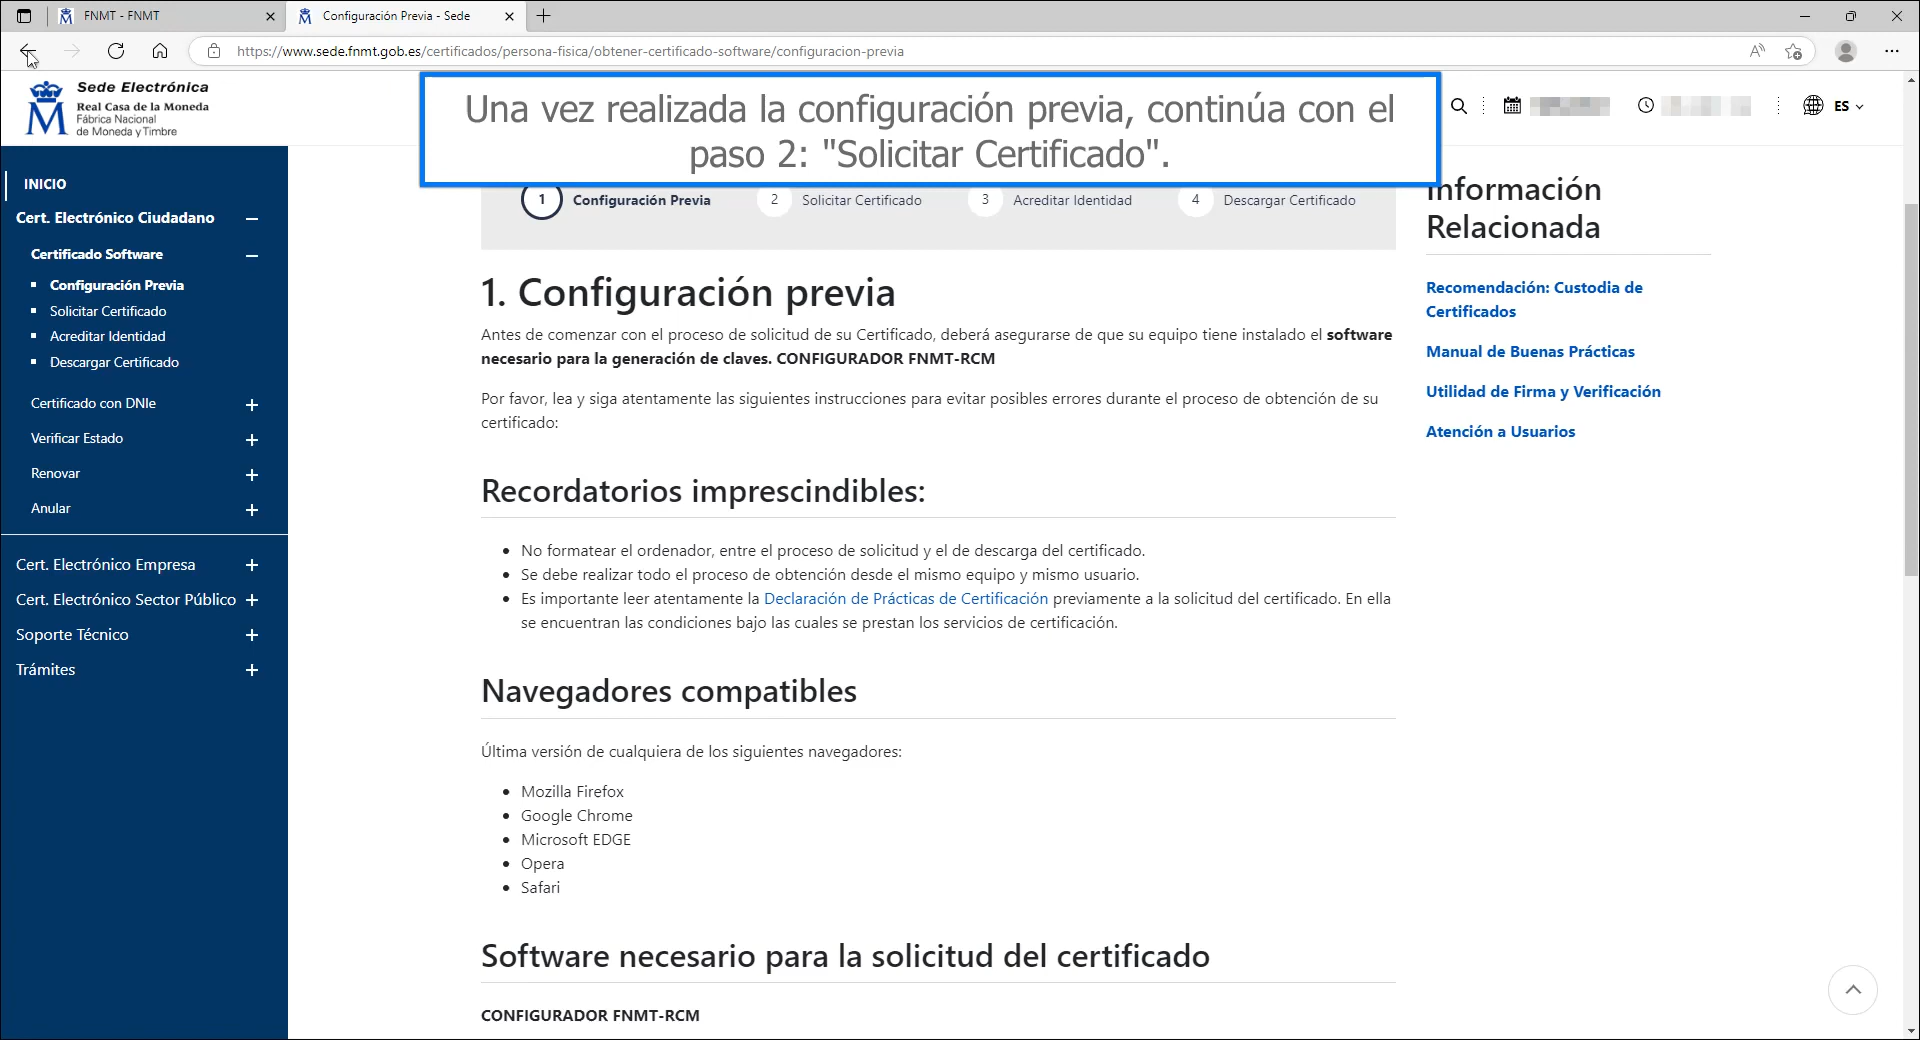 FNMT - FNMT
Configuración Previa - Sede
https://www.sede.fnmt.gob.es/certificados/persona-fisica/obtener-certificado-software/configuracion-previa
Sede Electrónica
Real Casa de la Moneda
Fábrica Nacional
de Moneda y Timbre
Una vez realizada la configuración previa, continúa con el
paso 2: "Solicitar Certificado".
ES
INICIO
Cert. Electrónico Ciudadano
Certificado Software
Configuración Previa
Solicitar Certificado
Acreditar Identidad
Descargar Certificado
Certificado con DNIe
Verificar Estado
Renovar
Anular
Cert. Electrónico Empresa
Cert. Electrónico Sector Público
Soporte Técnico
Trámites
1 Configuración Previa 2 Solicitar Certificado 3 Acreditar Identidad 4 Descargar Certificado
1. Configuración previa
Antes de comenzar con el proceso de solicitud de su Certificado, deberá asegurarse de que su equipo tiene instalado el software
necesario para la generación de claves. CONFIGURADOR FNMT-RCM
Por favor, lea y siga atentamente las siguientes instrucciones para evitar posibles errores durante el proceso de obtención de su
certificado:
Recordatorios imprescindibles:
No formatear el ordenador, entre el proceso de solicitud y el de descarga del certificado.
Se debe realizar todo el proceso de obtención desde el mismo equipo y mismo usuario.
Es importante leer atentamente la Declaración de Prácticas de Certificación previamente a la solicitud del certificado. En ella
se encuentran las condiciones bajo las cuales se prestan los servicios de certificación.
Navegadores compatibles
Última versión de cualquiera de los siguientes navegadores:
Mozilla Firefox
Google Chrome
Microsoft EDGE
Opera
Safari
Software necesario para la solicitud del certificado
CONFIGURADOR FNMT-RCM
Información
Relacionada
Recomendación: Custodia de
Certificados
Manual de Buenas Prácticas
Utilidad de Firma y Verificación
Atención a Usuarios